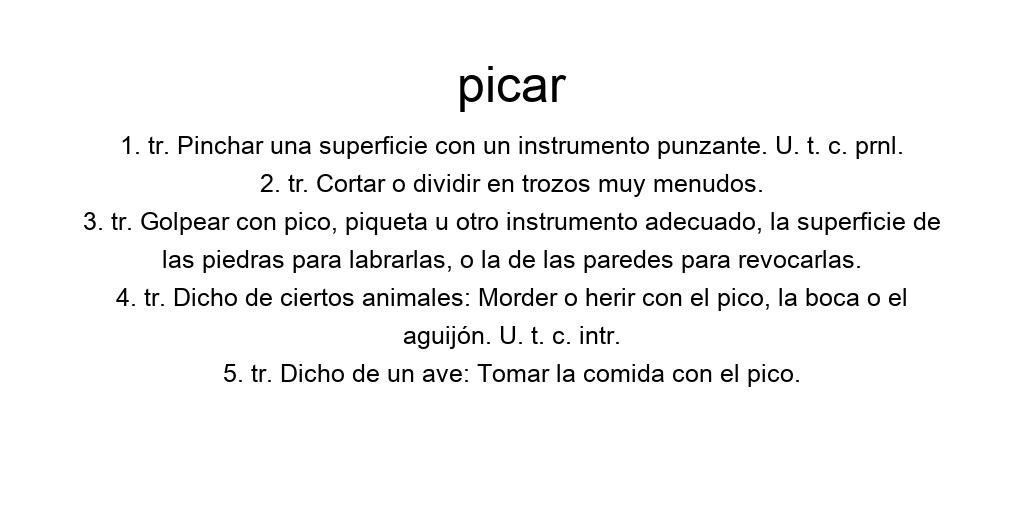 picar
1. tr. Pinchar una superficie con un instrumento punzante. U. t. c. prnl.
2. tr. Cortar o dividir en trozos muy menudos.
3. tr. Golpear con pico, piqueta u otro instrumento adecuado, la superficie de
las piedras para labrarlas, o la de las paredes para revocarlas.
4. tr. Dicho de ciertos animales: Morder o herir con el pico, la boca o el
aguijón. U. t. c. intr.
5. tr. Dicho de un ave: Tomar la comida con el pico.